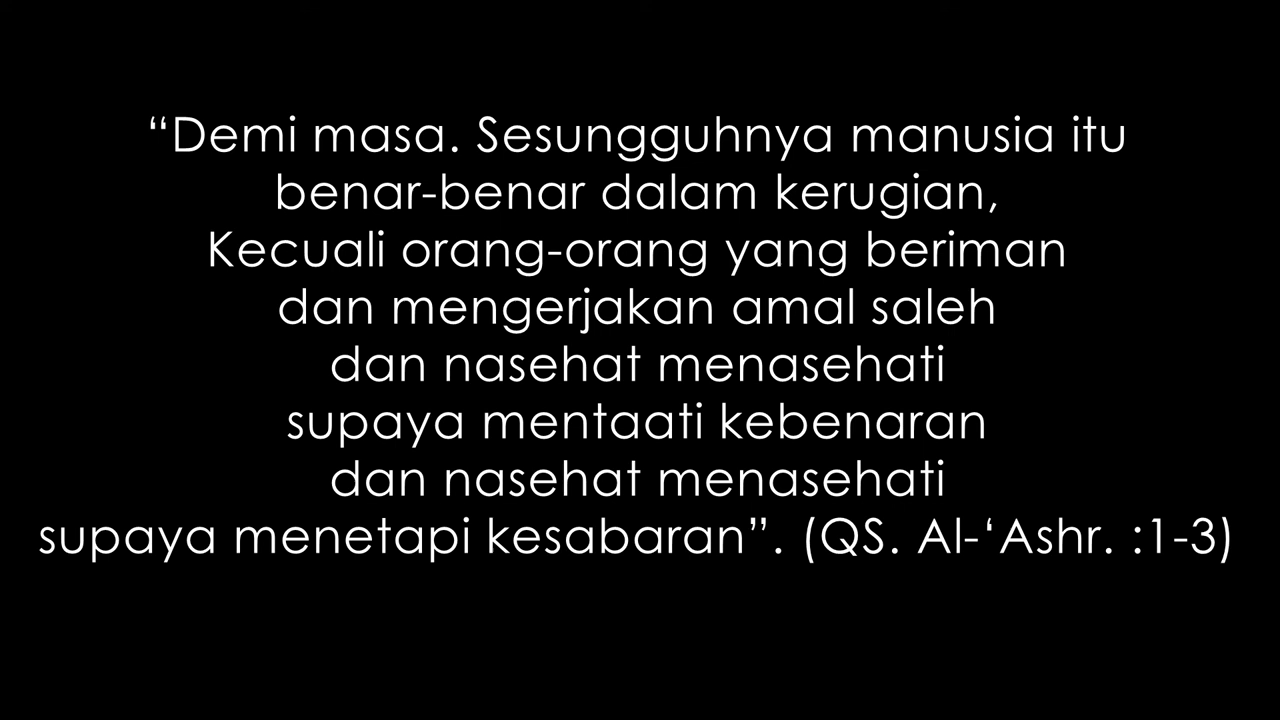 “Demi masa. Sesungguhnya manusia itu
benar-benar dalam kerugian,
Kecuali orang-orang yang beriman
dan mengerjakan amal saleh
dan nasehat menasehati
supaya mentaati kebenaran
dan nasehat menasehati
supaya menetapi kesabaran”. (QS. Al-‘Ashr. :1-3)